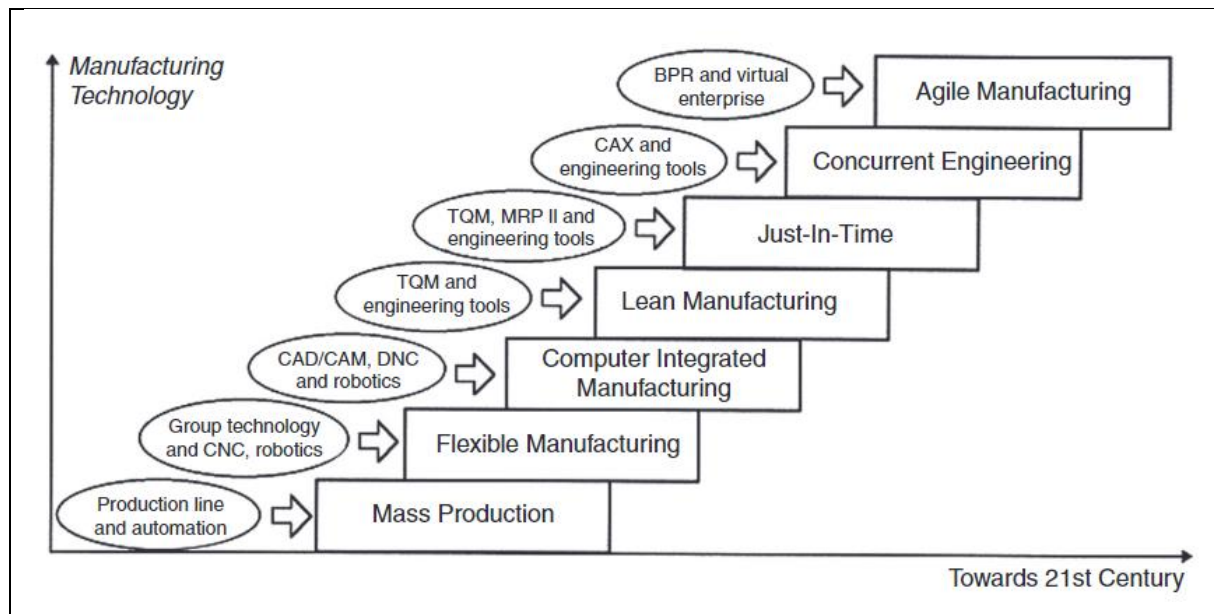 Manufacturing
Technology
BPR and virtual
enterprise
Agile Manufacturing
CAX and
engineering tools
Concurrent Engineering
TQM, MRP II and
engineering tools
Just-In-Time
TQM and
engineering tools
Lean Manufacturing
CAD/CAM, DNC
and robotics
Computer Integrated
Manufacturing
Group technology
and CNC, robotics
Flexible Manufacturing
Production line
and automation
Mass Production
Towards 21st Century